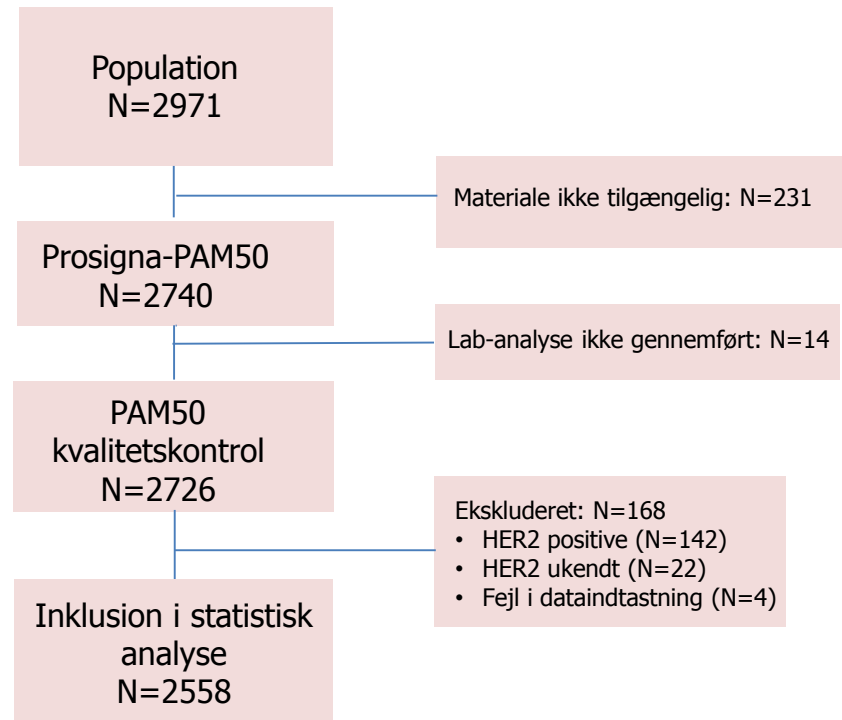 Population
N=2971
Materiale ikke tilgængelig: N=231
Prosigna-PAM50
N=2740
Lab-analyse ikke gennemført: N=14
PAM50
kvalitetskontrol
N=2726
Ekskluderet: N=168
• HER2 positive (N=142)
• HER2 ukendt (N=22)
• Fejl i dataindtastning (N=4)
Inklusion i statistisk
analyse
N=2558